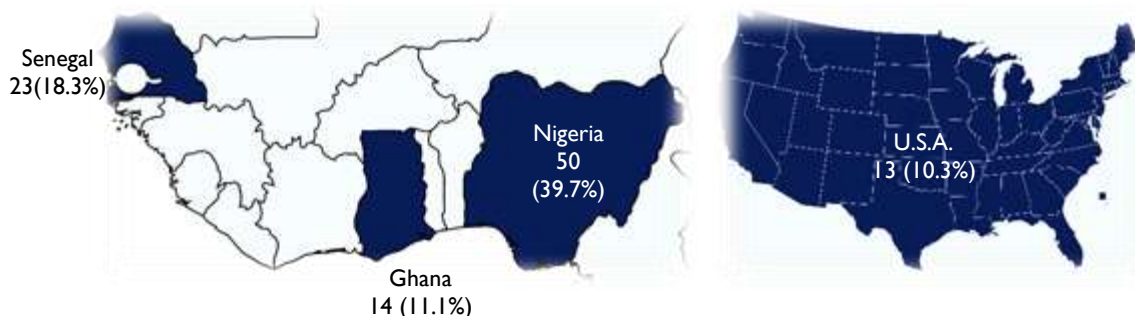 Senegal
23(18.3%)
Nigeria
50
(39.7%)
Ghana
14 (11.1%)
U.S.A.
13 (10.3%)